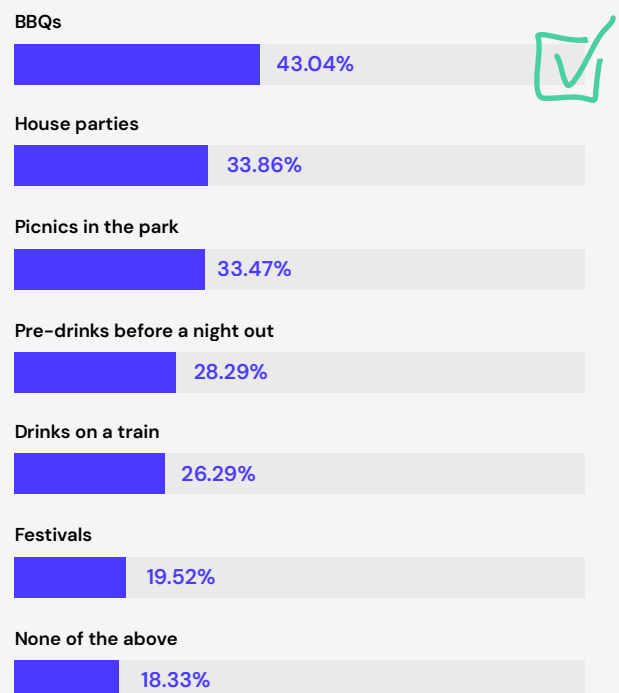 BBQs
43.04%
House parties
33.86%
Picnics in the park
33.47%
Pre-drinks before a night out
28.29%
Drinks on a train
26.29%
Festivals
19.52%
None of the above
18.33%